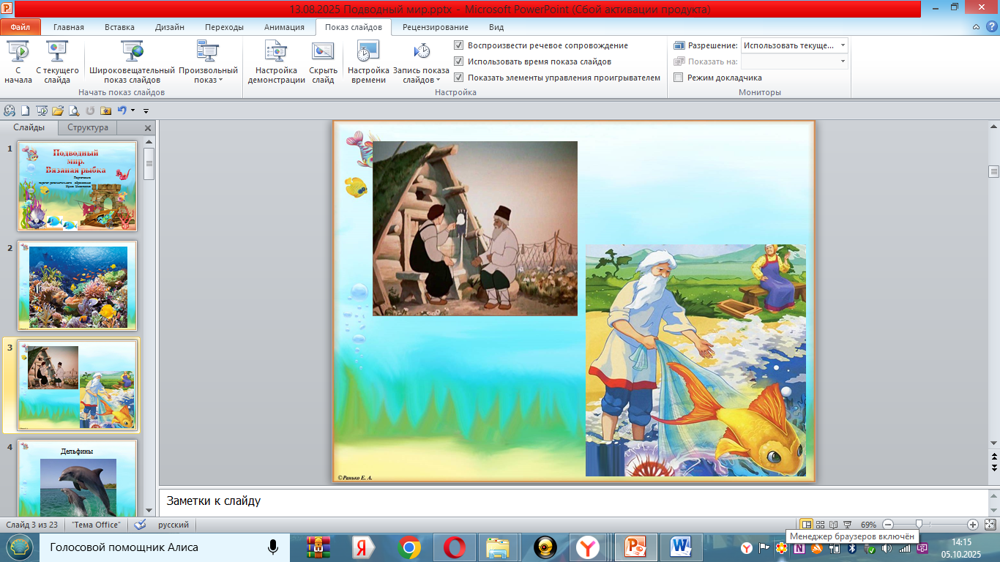 13.08.2025 Подводный мир.pptx - Microsoft PowerPoint (Сбой активации продукта)
Файл Главная Вставка Дизайн Переходы Анимация Показ слайдов Рецензирование Вид
С начала
С текущего слайда
Широковещательный показ слайдов
Произвольный показ
Начать показ слайдов
Настройка демонстрации
Скрыть слайд
Настройка времени
Запись показа слайдов
Воспроизвести речевое сопровождение
Использовать время показа слайдов
Показать элементы управления проигрывателем
Настройка
Разрешение: Использовать текуще...
Показать на:
Режим докладчика
Мониторы
Слайды Структура
1
Подводный
мир.
Вязаная рыбка
2
3
4
Дельфины
©Ранько Е. А.
Заметки к слайду
Слайд 3 из 23 "Тема Office" русский 69%
Менеджер браузеров включён
Голосовой помощник Алиса
14:15
05.10.2025